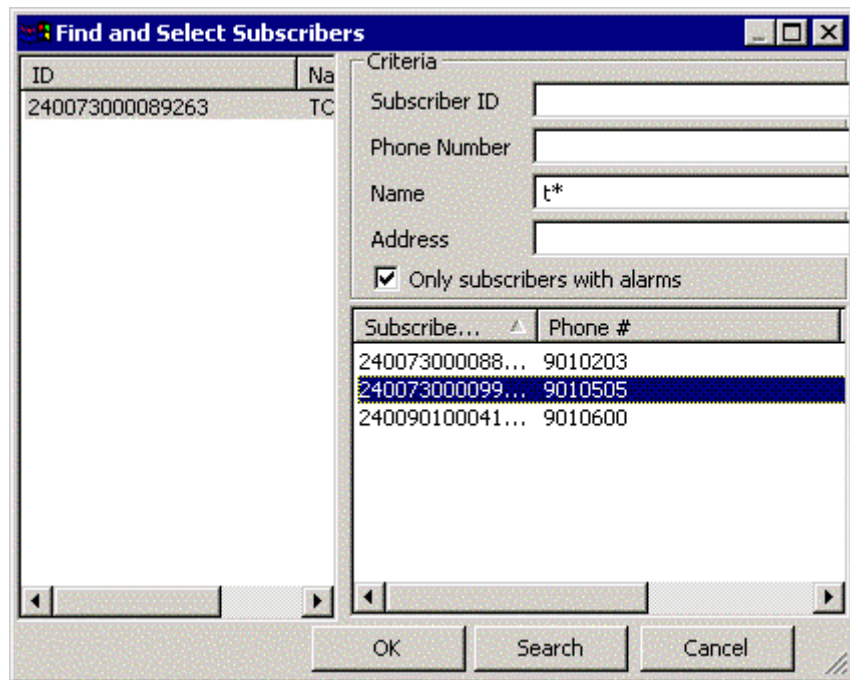 Find and Select Subscribers
ID Na
240073000089263 TC
Criteria
Subscriber ID
Phone Number
Name t*
Address
Only subscribers with alarms
Subscribe... Phone #
240073000088... 9010203
240073000099... 9010505
240090100041... 9010600
OK Search Cancel